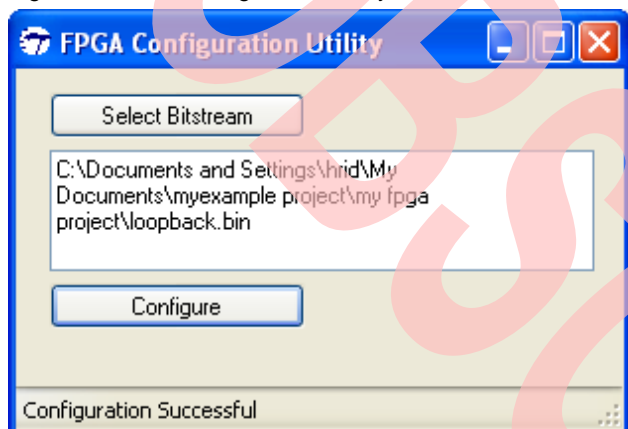 FPGA Configuration Utility
Select Bitstream
C:\Documents and Settings\hrid\My
Documents\myexample project\my fpga
project\loopback.bin
Configure
Configuration Successful